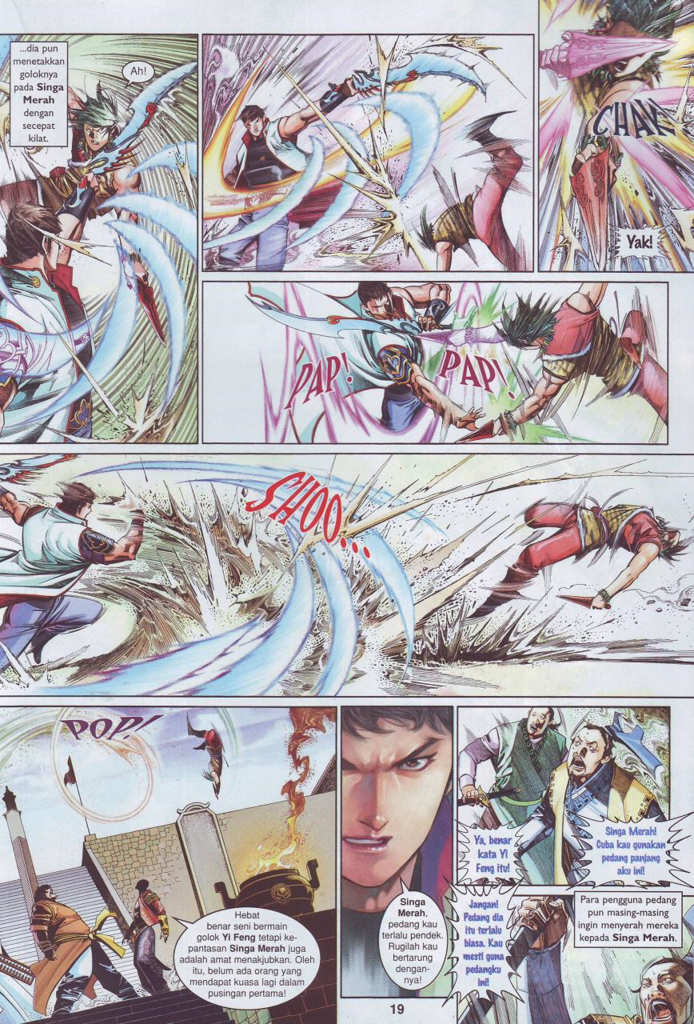 ...dia pun
menetakkan
goloknya
pada Singa
Merah
dengan
secepat
kilat.
Ah!
CHAK
Yak!
PAP!
PAP!
SHOO...
POP!
Hebat
benar seni bermain
golok Yi Feng tetapi ke-
pantasan Singa Merah juga
adalah amat menakjubkan. Oleh
itu, belum ada orang yang
mendapat kuasa lagi dalam
pusingan pertama!
Singa
Merah,
pedang kau
terlalu pendek.
Rugilah kau
bertarung
dengan-
nya!
Ya, benar
kata Yi
Feng itu!
Singa Merah!
Cuba kau gunakan
pedang panjang
aku ini!
Jangan!
Pedang dia
itu terlalu
biasa. Kau
mesti guna
pedangku
ini!
Para pengguna pedang
pun masing-masing
ingin menyerah mereka
kepada Singa Merah.
19